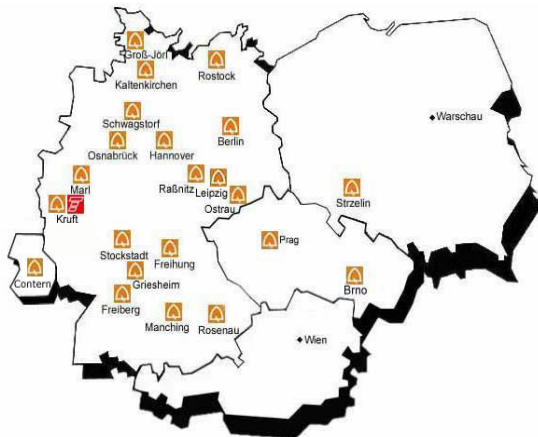 Groß-Jörl
Kaltenkirchen
Rostock
Schwagstorf
Osnabrück
Hannover
Berlin
Warschau
Marl
Raßnitz
Leipzig
Ostrau
Strzelin
Kruft
Stockstadt
Freihung
Prag
Contern
Griesheim
Brno
Freiberg
Manching
Rosenau
Wien